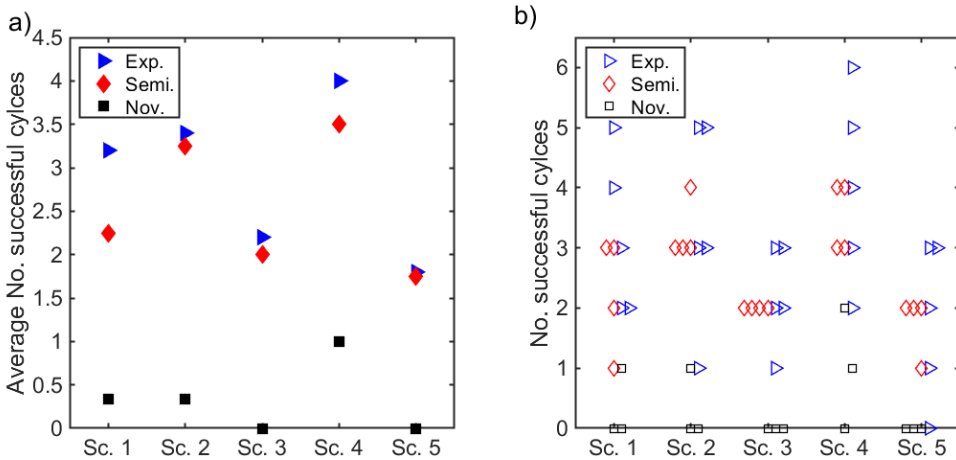 a)
Average No. successful cylces
4.5
4
3.5
3
2.5
2
1.5
1
0.5
0
Exp.
Semi.
Nov.
Sc. 1 Sc. 2 Sc. 3 Sc. 4 Sc. 5
b)
No. successful cylces
6
5
4
3
2
1
0
Exp.
Semi.
Nov.
Sc. 1 Sc. 2 Sc. 3 Sc. 4 Sc. 5